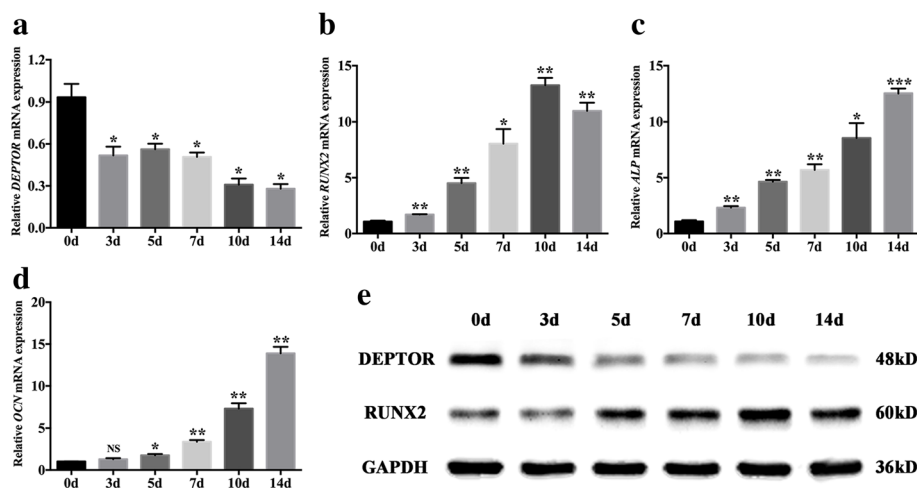 a
Relative DEPTOR mRNA expression
1.2
0.9
0.6
0.3
0.0
* * * * *
0d 3d 5d 7d 10d 14d
b
Relative RUNX2 mRNA expression
15
10
5
0
** ** * ** **
0d 3d 5d 7d 10d 14d
c
Relative ALP mRNA expression
15
10
5
0
** ** ** * ***
0d 3d 5d 7d 10d 14d
d
Relative OCN mRNA expression
20
15
10
5
0
NS * ** ** **
0d 3d 5d 7d 10d 14d
e
0d 3d 5d 7d 10d 14d
DEPTOR 48kD
RUNX2 60kD
GAPDH 36kD